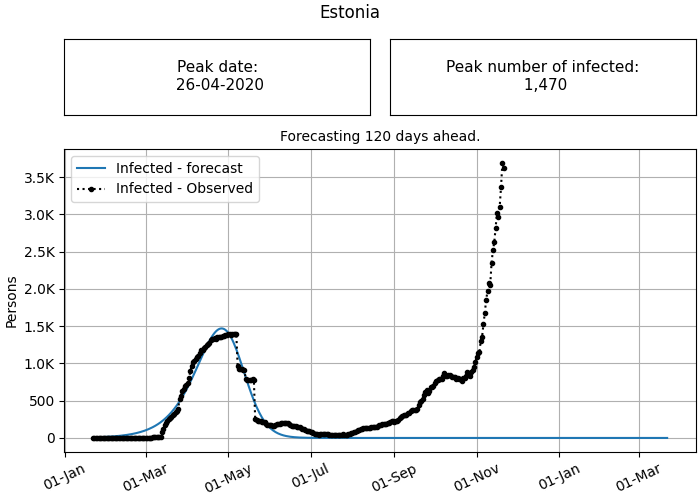 Estonia
Peak date:
26-04-2020
Peak number of infected:
1,470
Forecasting 120 days ahead.
Infected - forecast
Infected - Observed
3.5K
3.0K
2.5K
2.0K
1.5K
1.0K
500
0
Persons
01-Jan
01-Mar
01-May
01-Jul
01-Sep
01-Nov
01-Jan
01-Mar